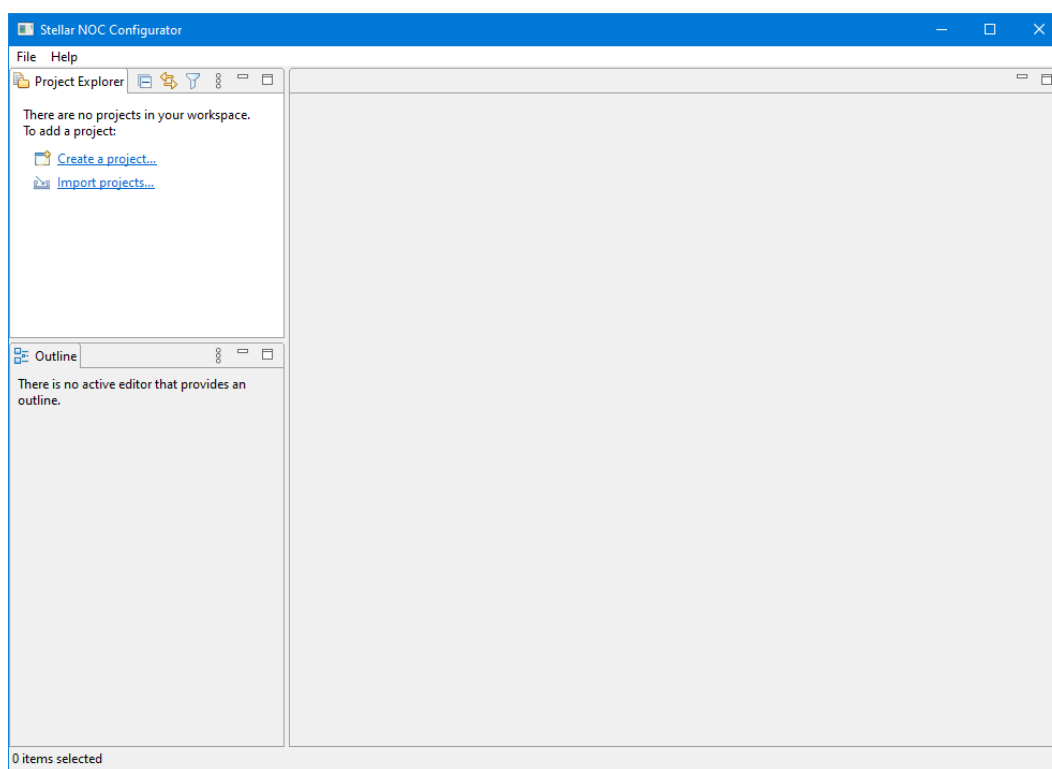 Stellar NOC Configurator
File Help
Project Explorer
There are no projects in your workspace.
To add a project:
Create a project...
Import projects...
Outline
There is no active editor that provides an
outline.
0 items selected